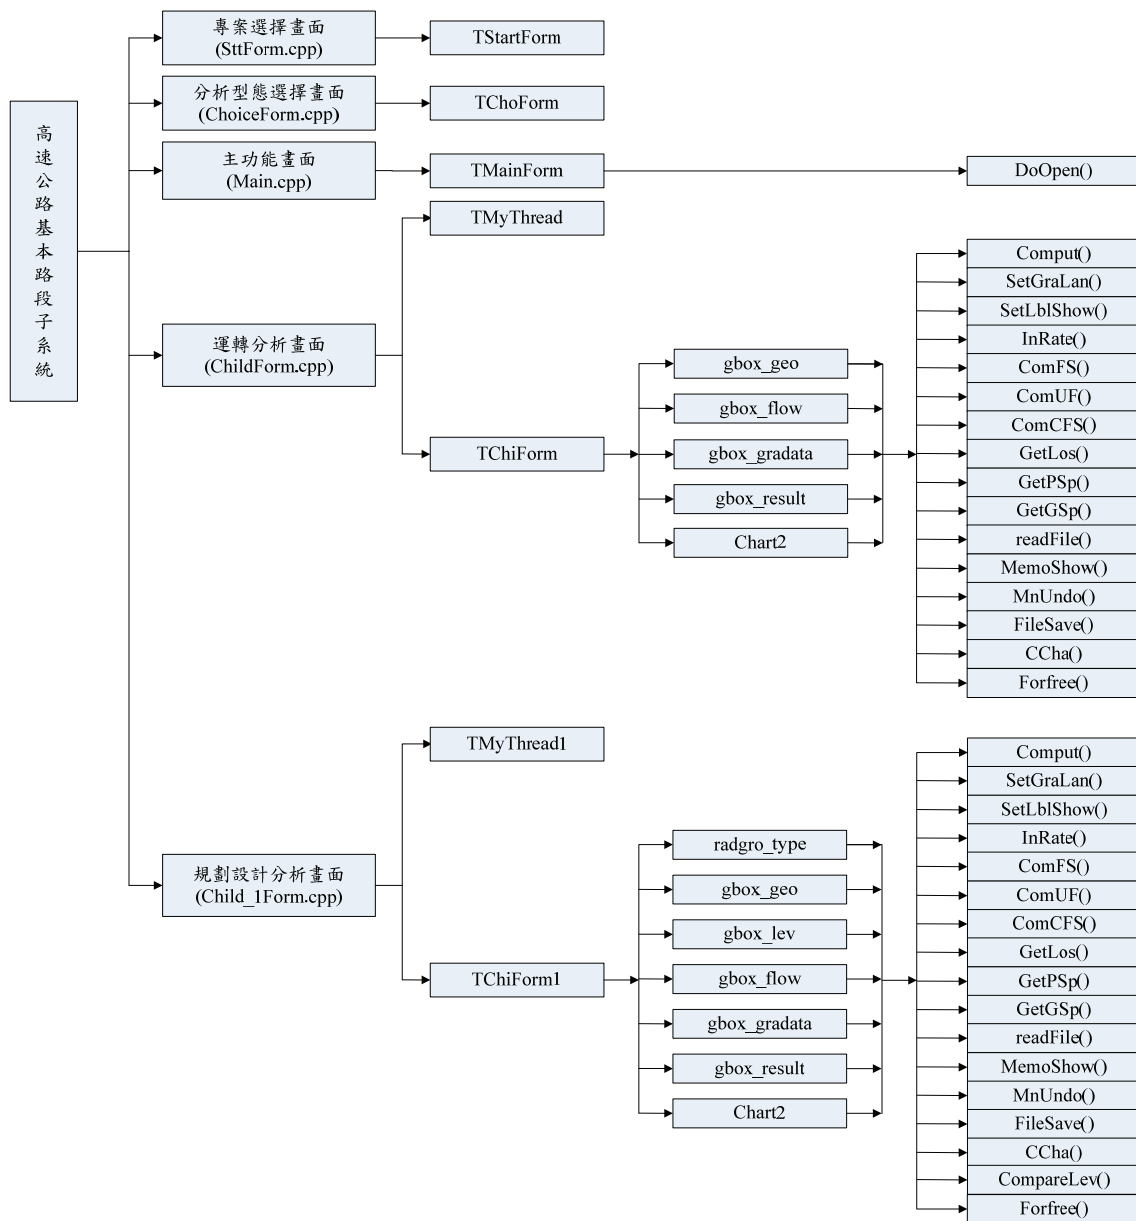 高速公路基本路段子系統
專案選擇畫面
(SttForm.cpp)
TStartForm
分析型態選擇畫面
(ChoiceForm.cpp)
TChoForm
主功能畫面
(Main.cpp)
TMainForm
DoOpen()
運轉分析畫面
(ChildForm.cpp)
TMyThread
TChiForm
gbox_geo
gbox_flow
gbox_gradata
gbox_result
Chart2
Comput()
SetGraLan()
SetLblShow()
InRate()
ComFS()
ComUF()
ComCFS()
GetLos()
GetPSp()
GetGSp()
readFile()
MemoShow()
MnUndo()
FileSave()
CCha()
Forfree()
規劃設計分析畫面
(Child_1Form.cpp)
TMyThread1
TChiForm1
radgro_type
gbox_geo
gbox_lev
gbox_flow
gbox_gradata
gbox_result
Chart2
Comput()
SetGraLan()
SetLblShow()
InRate()
ComFS()
ComUF()
ComCFS()
GetLos()
GetPSp()
GetGSp()
readFile()
MemoShow()
MnUndo()
FileSave()
CCha()
CompareLev()
Forfree()